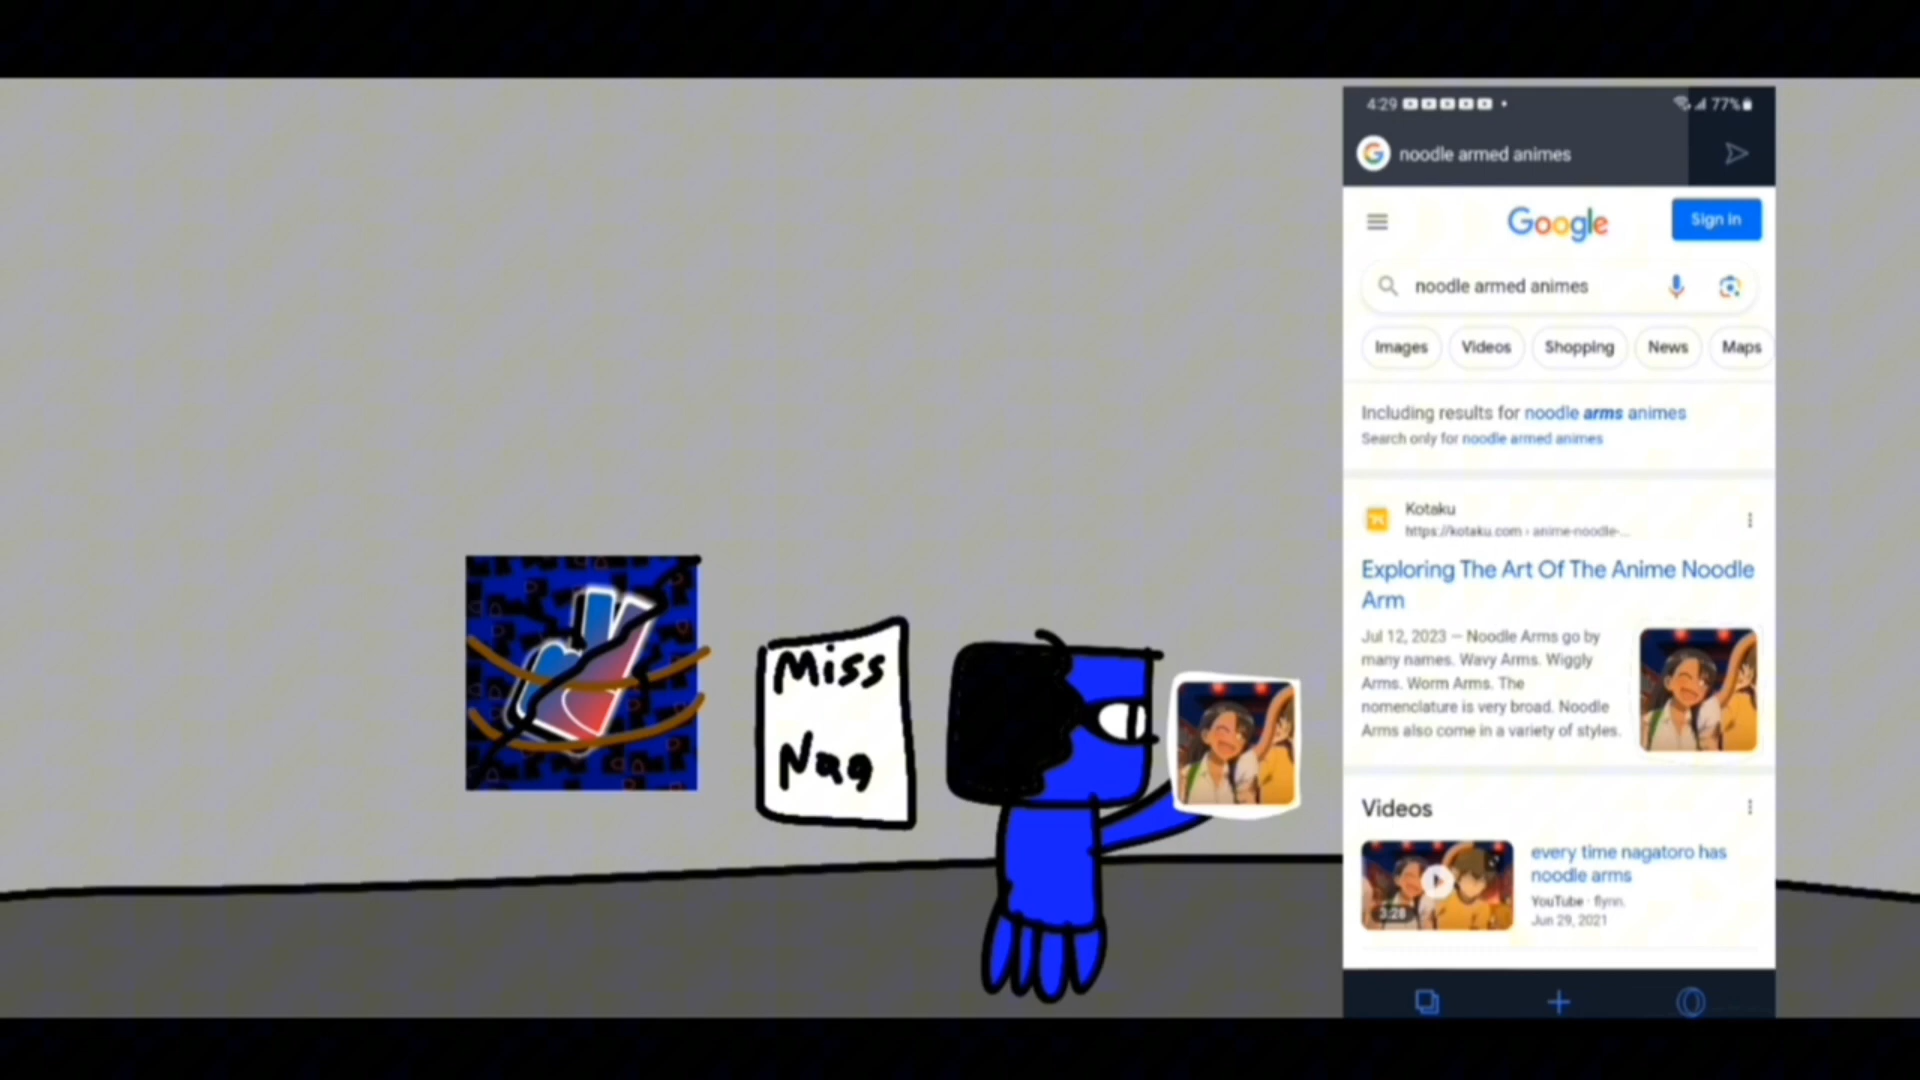 Miss
Nag
4:29
77%
noodle armed animes
Google
Sign In
noodle armed animes
Images
Videos
Shopping
News
Maps
Including results for noodle arms animes
Search only for noodle armed animes
Kotaku
https://kotaku.com › anime-noodle-...
Exploring The Art Of The Anime Noodle
Arm
Jul 12, 2023 — Noodle Arms go by
many names. Wavy Arms. Wiggly
Arms. Worm Arms. The
nomenclature is very broad. Noodle
Arms also come in a variety of styles.
Videos
3:28
every time nagatoro has
noodle arms
YouTube · flynn.
Jun 29, 2021